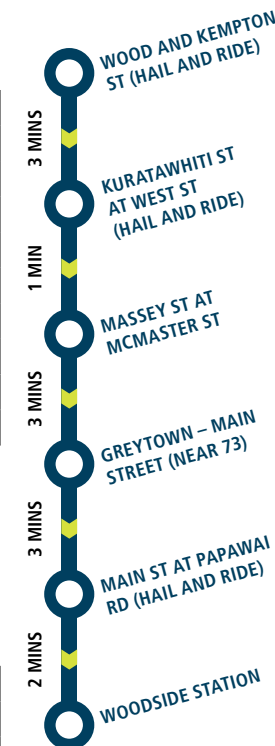 WOOD AND KEMPTON
ST (HAIL AND RIDE)
3 MINS
KURATAWHITI ST
AT WEST ST
(HAIL AND RIDE)
1 MIN
MASSEY ST AT
MCMASTER ST
3 MINS
GREYTOWN – MAIN
STREET (NEAR 73)
3 MINS
MAIN ST AT PAPAWAI
RD (HAIL AND RIDE)
2 MINS
WOODSIDE STATION